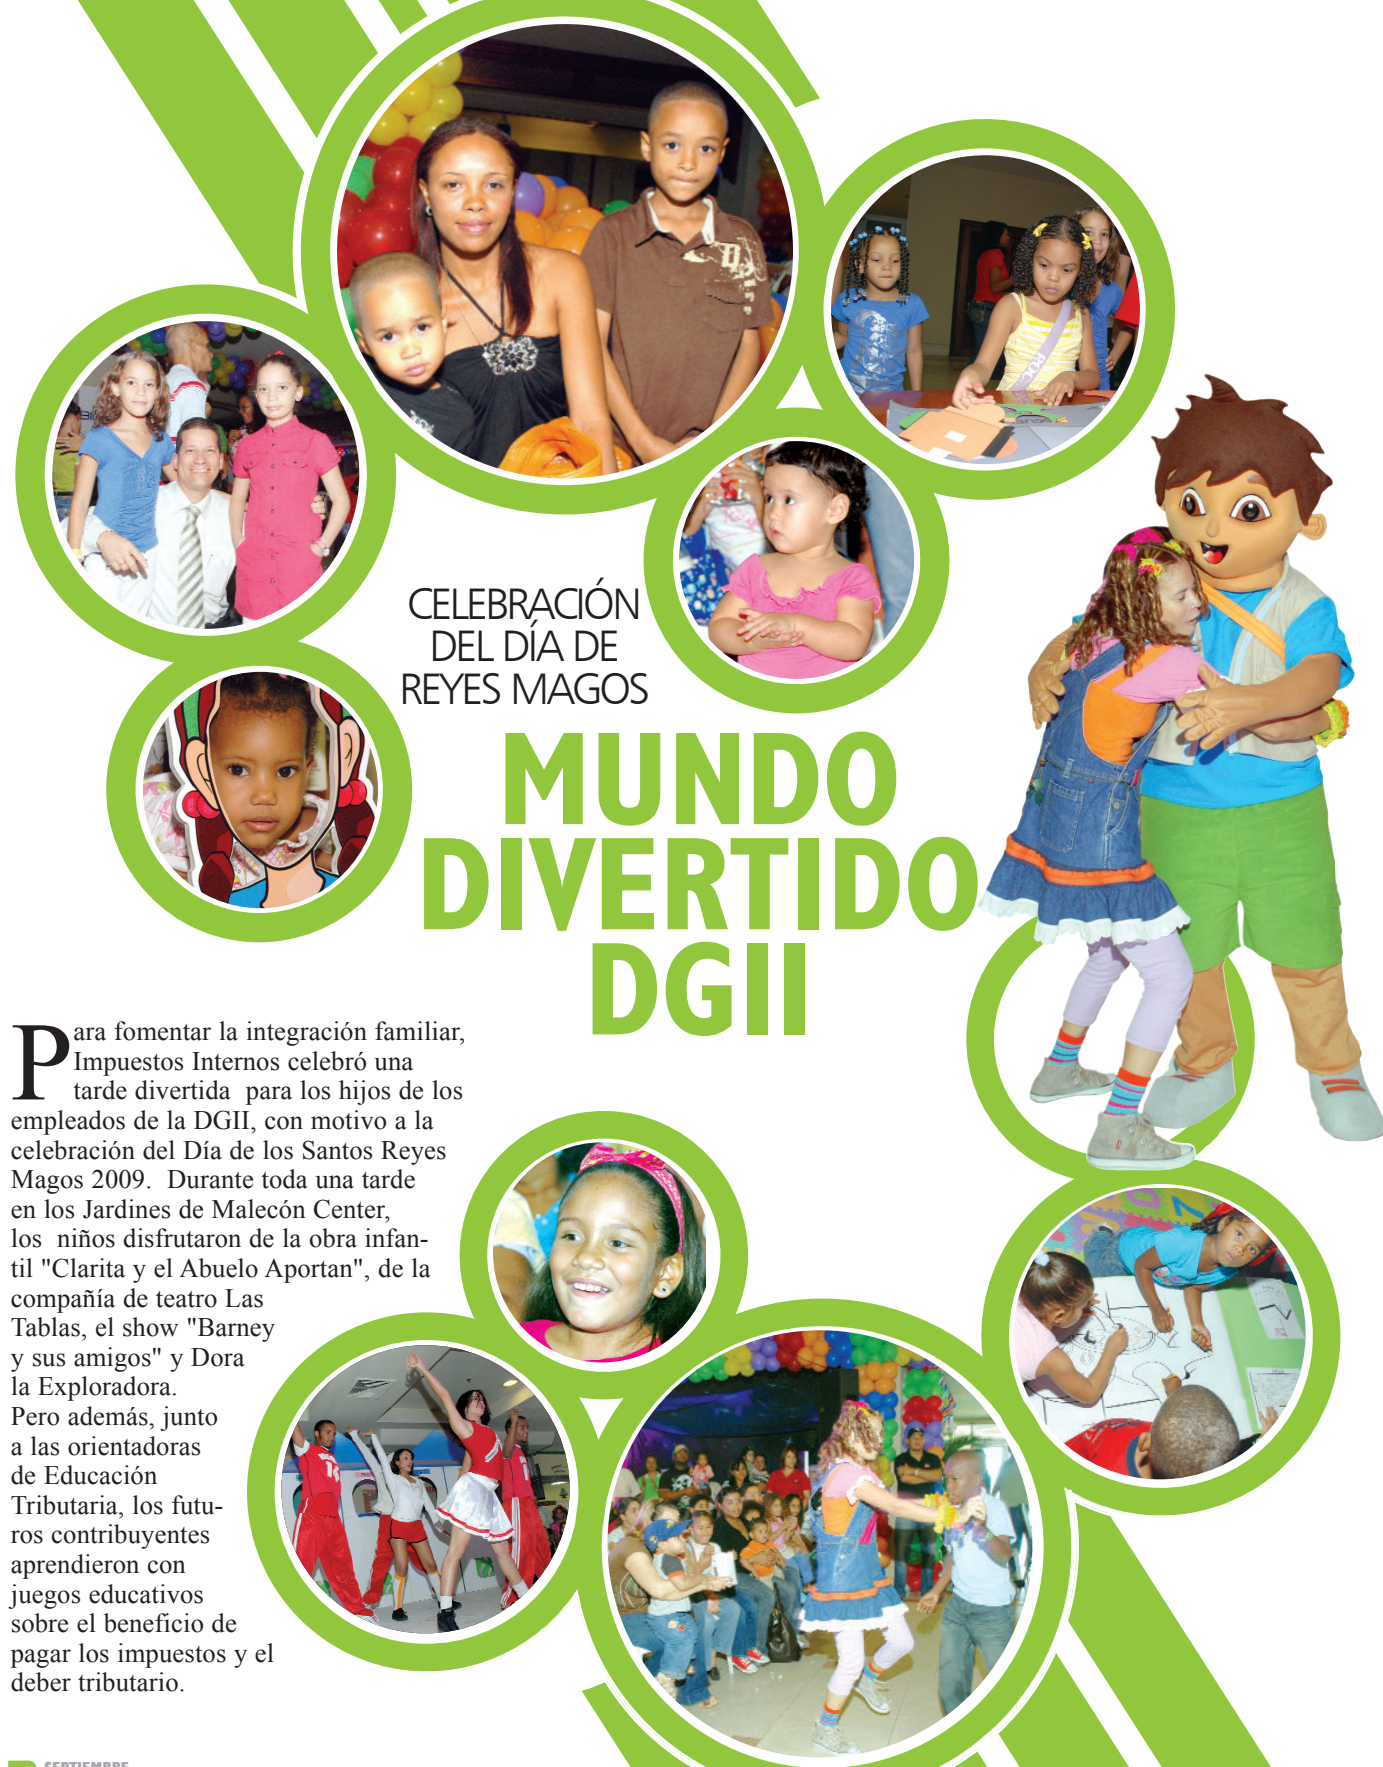 CELEBRACIÓN
DEL DÍA DE
REYES MAGOS
MUNDO
DIVERTIDO
DGII
Para fomentar la integración familiar,
Impuestos Internos celebró una
tarde divertida para los hijos de los
empleados de la DGII, con motivo a la
celebración del Día de los Santos Reyes
Magos 2009. Durante toda una tarde
en los Jardines de Malecón Center,
los niños disfrutaron de la obra infan-
til "Clarita y el Abuelo Aportan", de la
compañía de teatro Las
Tablas, el show "Barney
y sus amigos" y Dora
la Exploradora.
Pero además, junto
a las orientadoras
de Educación
Tributaria, los futu-
ros contribuyentes
aprendieron con
juegos educativos
sobre el beneficio de
pagar los impuestos y el
deber tributario.
SEPTIEMBRE